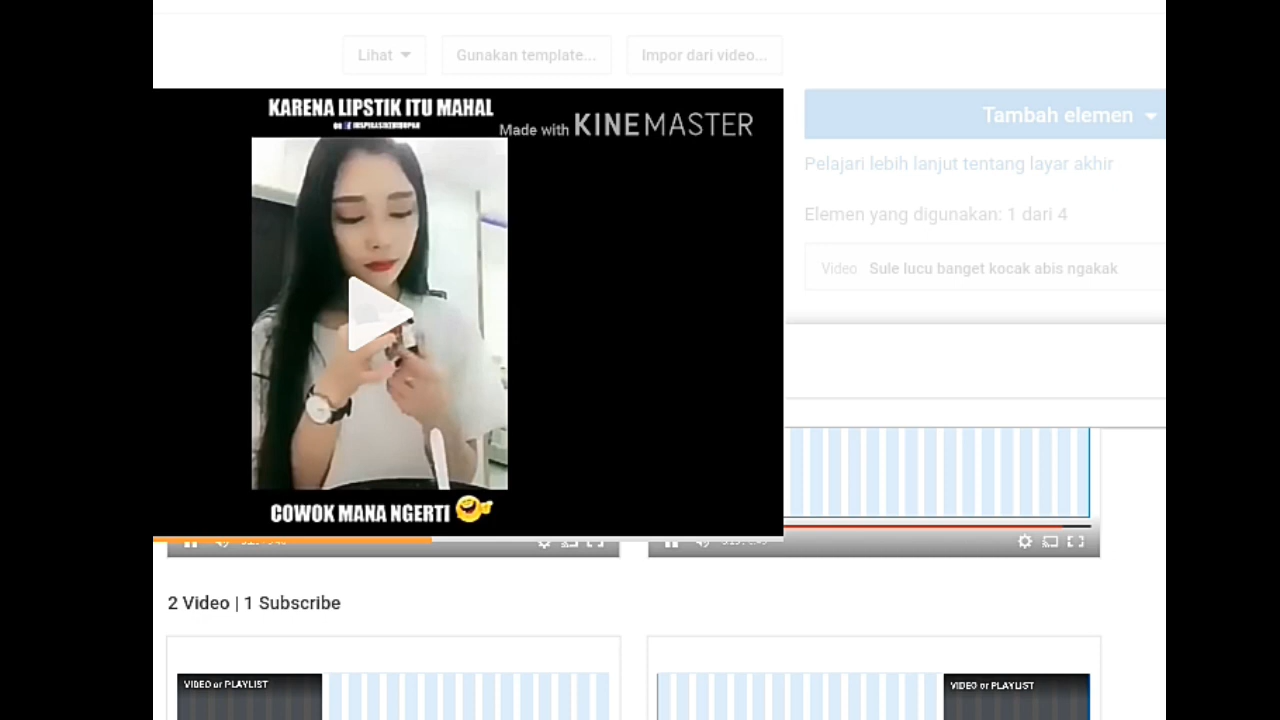 Lihat
Gunakan template...
Impor dari video...
KARENA LIPSTIK ITU MAHAL
Made with KINEMASTER
Tambah elemen
Pelajari lebih lanjut tentang layar akhir
Elemen yang digunakan: 1 dari 4
Video Sule lucu banget kocak abis ngakak
COWOK MANA NGERTI
2 Video | 1 Subscribe
VIDEO or PLAYLIST
VIDEO or PLAYLIST